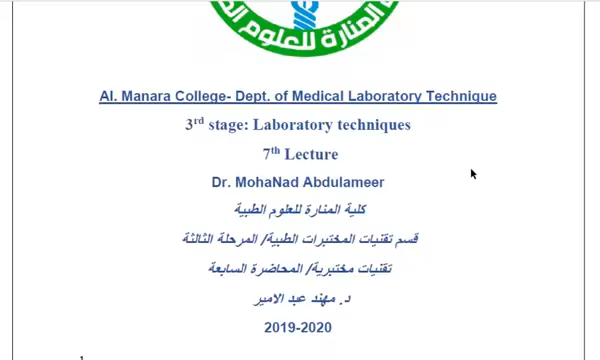 المنارة للعلوم
Al. Manara College- Dept. of Medical Laboratory Technique
3rd stage: Laboratory techniques
7th Lecture
Dr. MohaNad Abdulameer
كلية المنارة للعلوم الطبية
قسم تقنيات المختبرات الطبية/ المرحلة الثالثة
تقنيات مختبرية/ المحاضرة السابعة
د. مهند عبد الامير
2019-2020